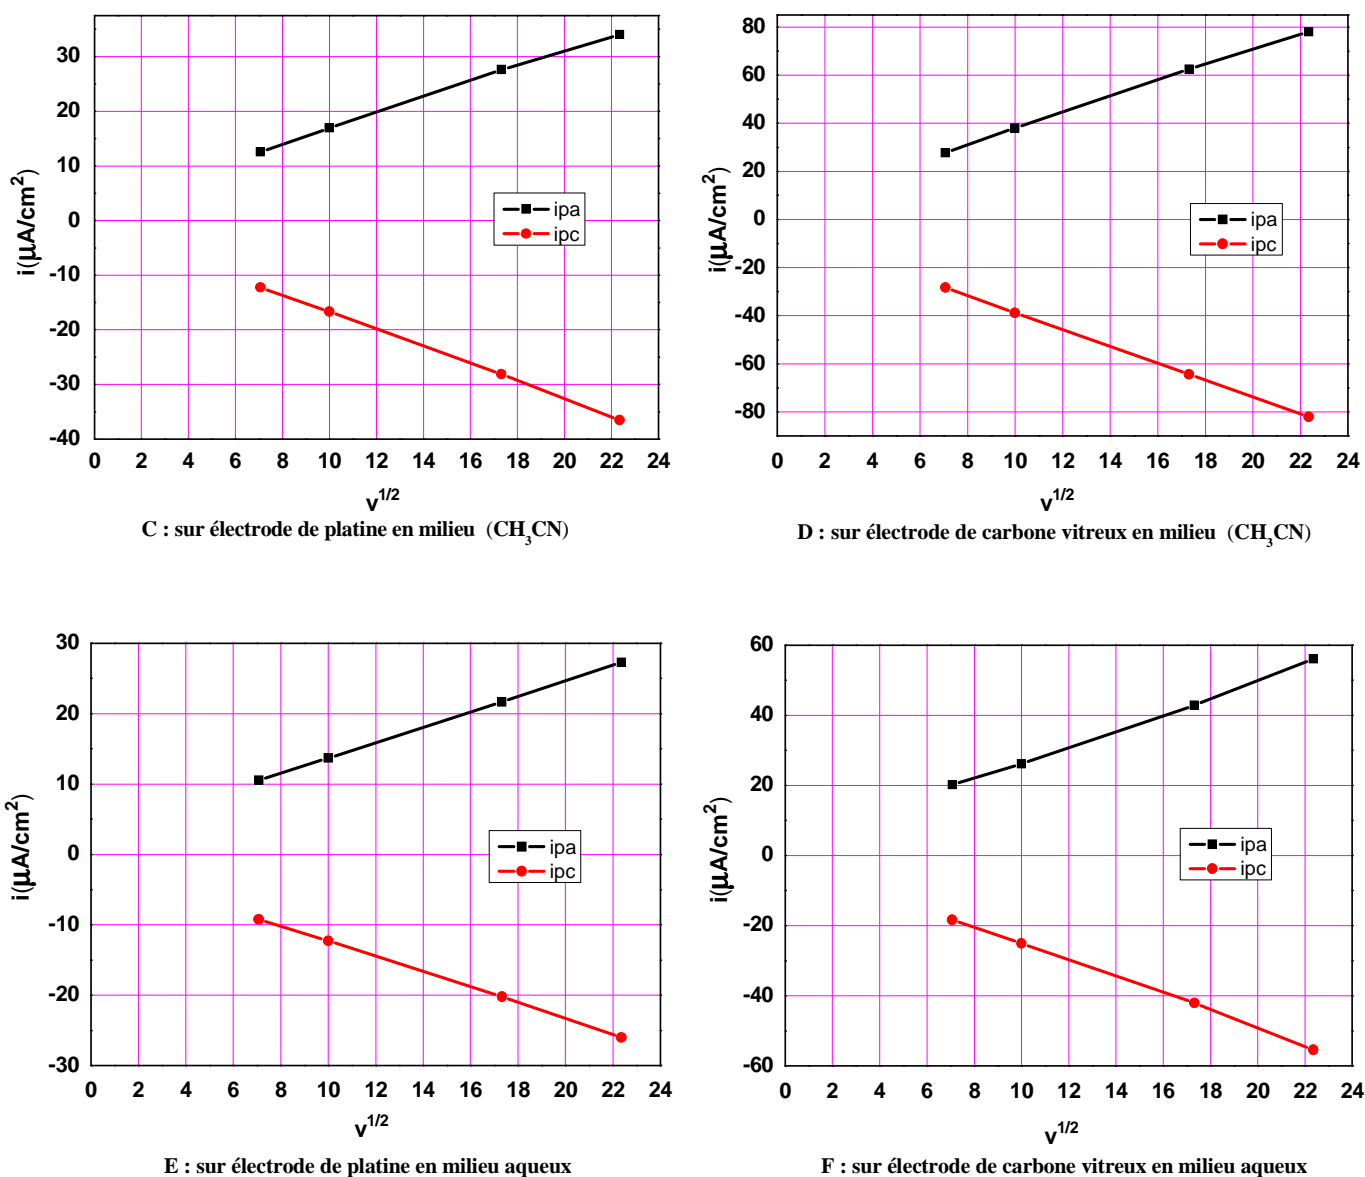 30
20
10
0
-10
-20
-30
-40
i(µA/cm²)
ipa
ipc
0 2 4 6 8 10 12 14 16 18 20 22 24
v^1/2
C : sur électrode de platine en milieu (CH₃CN)
80
60
40
20
0
-20
-40
-60
-80
i(µA/cm²)
ipa
ipc
0 2 4 6 8 10 12 14 16 18 20 22 24
v^1/2
D : sur électrode de carbone vitreux en milieu (CH₃CN)
30
20
10
0
-10
-20
-30
i(µA/cm²)
ipa
ipc
0 2 4 6 8 10 12 14 16 18 20 22 24
v^1/2
E : sur électrode de platine en milieu aqueux
60
40
20
0
-20
-40
-60
i(µA/cm²)
ipa
ipc
0 2 4 6 8 10 12 14 16 18 20 22 24
v^1/2
F : sur électrode de carbone vitreux en milieu aqueux